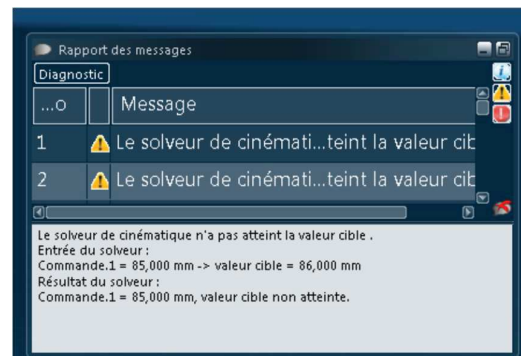 Rapport des messages
Diagnostic
...o Message
1 Le solveur de cinémati...teint la valeur cib
2 Le solveur de cinémati...teint la valeur cib
Le solveur de cinématique n'a pas atteint la valeur cible .
Entrée du solveur :
Commande.1 = 85,000 mm -> valeur cible = 86,000 mm
Résultat du solveur :
Commande.1 = 85,000 mm, valeur cible non atteinte.